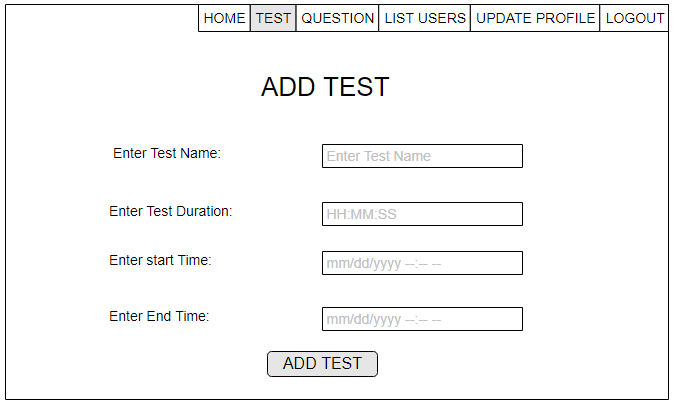 HOME TEST QUESTION LIST USERS UPDATE PROFILE LOGOUT
ADD TEST
Enter Test Name: Enter Test Name
Enter Test Duration: HH:MM:SS
Enter start Time: mm/dd/yyyy --:-- --
Enter End Time: mm/dd/yyyy --:-- --
ADD TEST